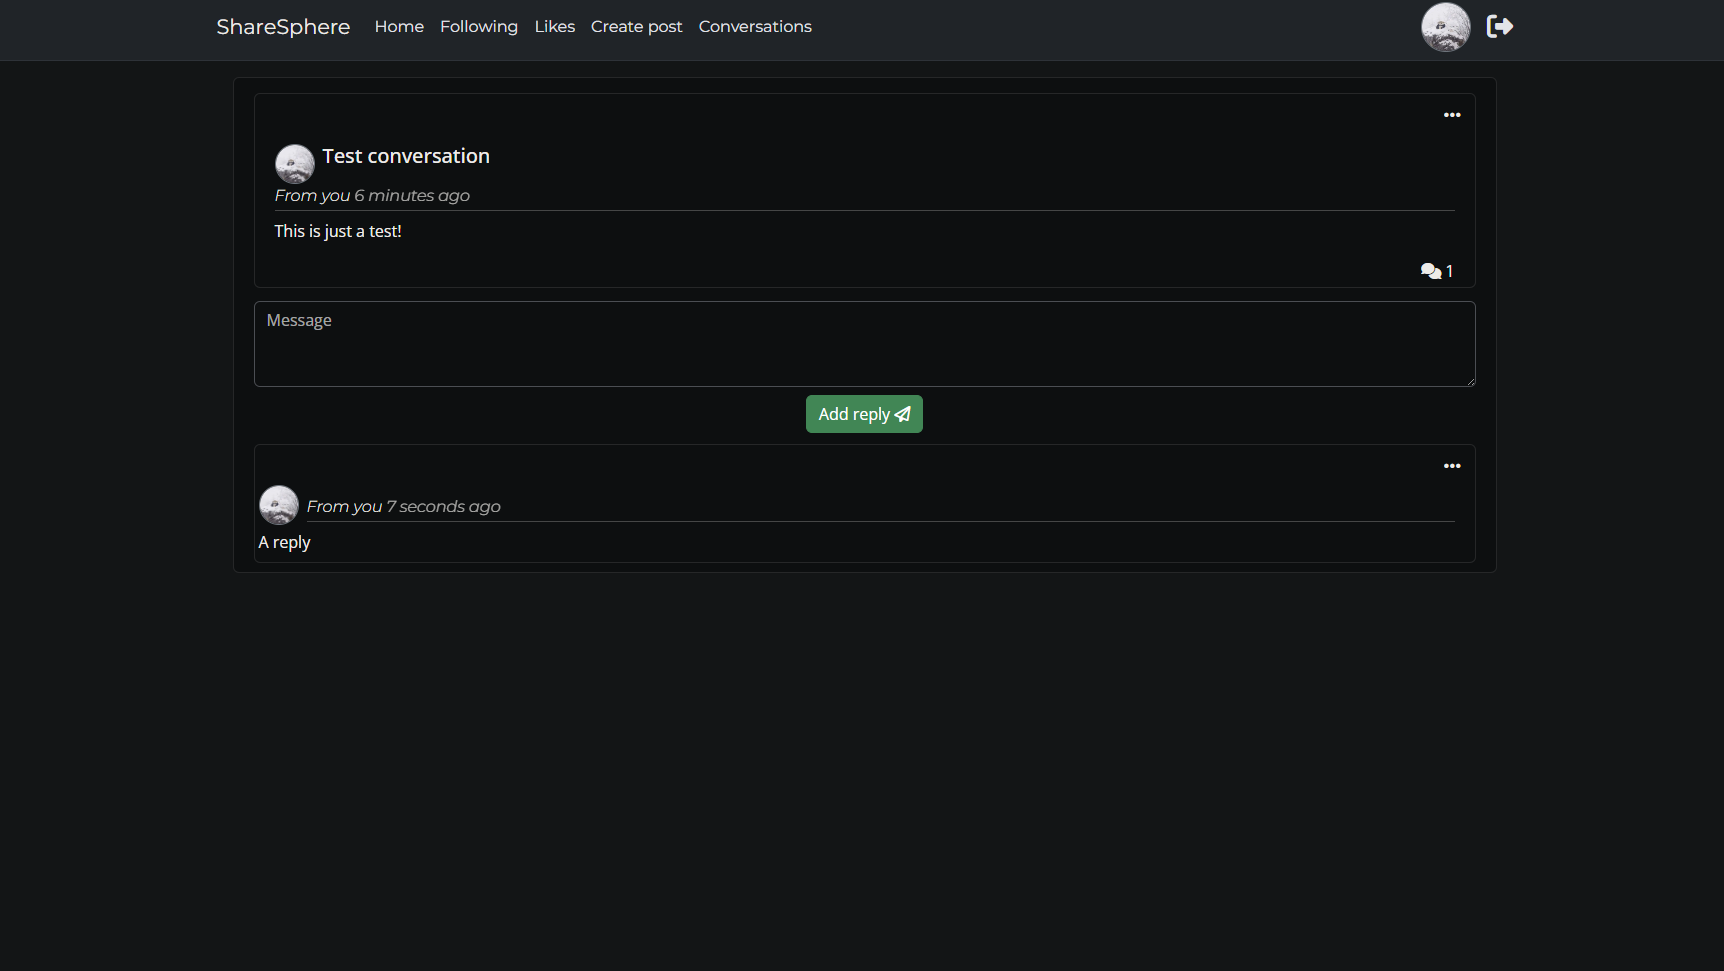 ShareSphere Home Following Likes Create post Conversations
Test conversation
From you 6 minutes ago
This is just a test!
1
Message
Add reply
From you 7 seconds ago
A reply